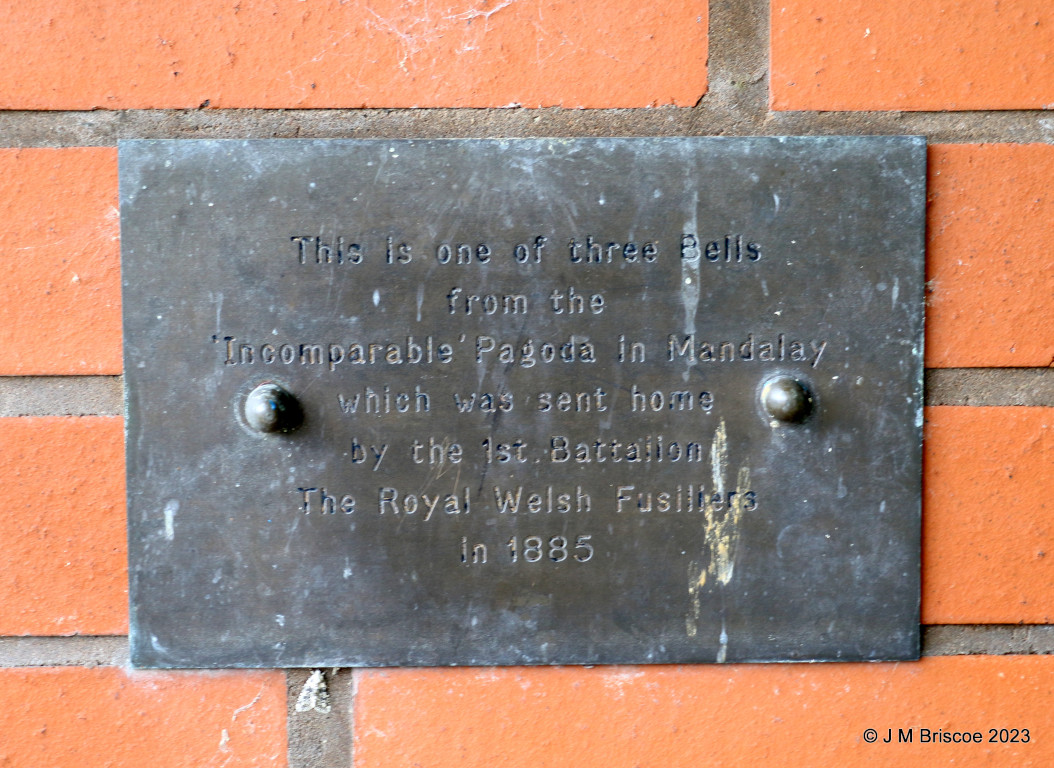 This is one of three Bells
from the
'Incomparable' Pagoda in Mandalay
which was sent home
by the 1st. Battalion
The Royal Welsh Fusiliers
in 1885
© J M Briscoe 2023